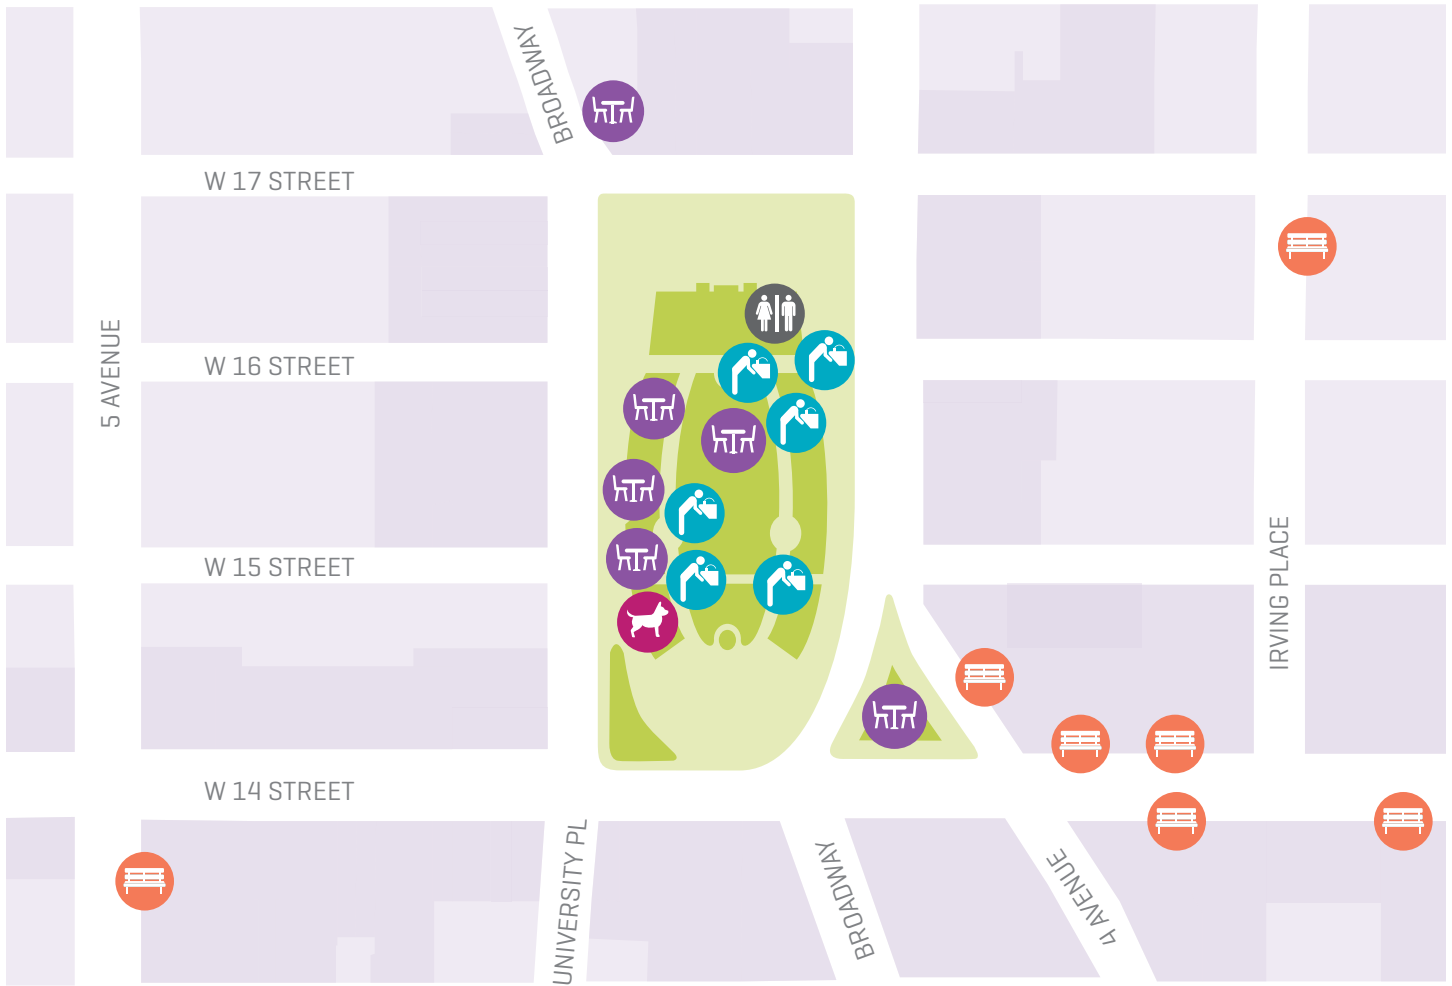 BROADWAY
W 17 STREET
5 AVENUE
W 16 STREET
W 15 STREET
IRVING PLACE
W 14 STREET
UNIVERSITY PL
BROADWAY
4 AVENUE